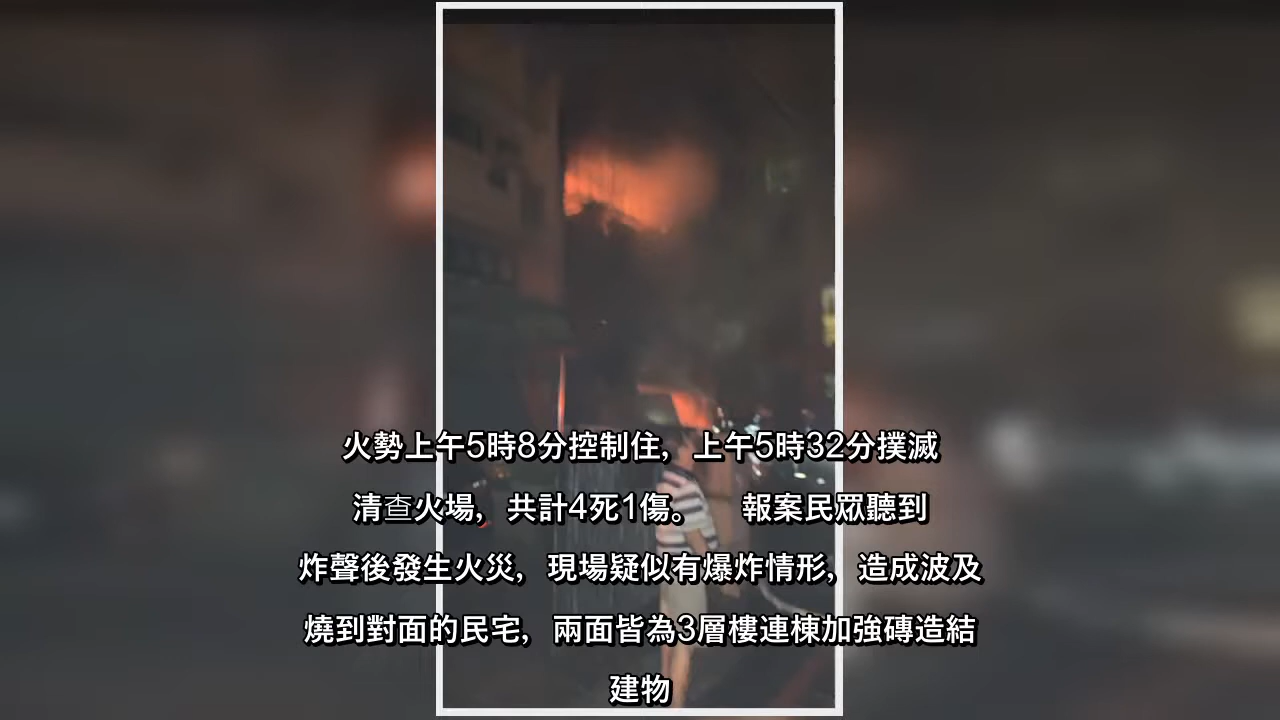 火勢上午5時8分控制住，上午5時32分撲滅
清查火場，共計4死1傷。　報案民眾聽到
炸聲後發生火災，現場疑似有爆炸情形，造成波及
燒到對面的民宅，兩面皆為3層樓連棟加強磚造結
建物